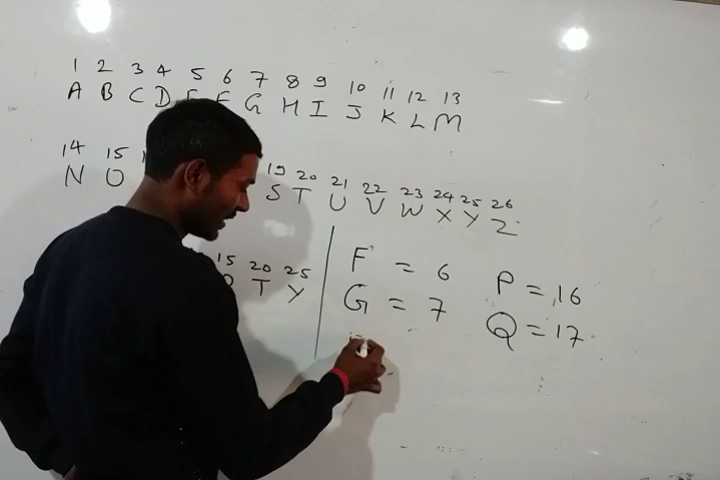 1 2 3 4 5 6 7 8 9 10 11 12 13
A B C D E F G H I J K L M
14 15 19 20 21 22 23 24 25 26
N O S T U V W X Y Z
15 20 25
O T Y
F = 6 P = 16
G = 7 Q = 17